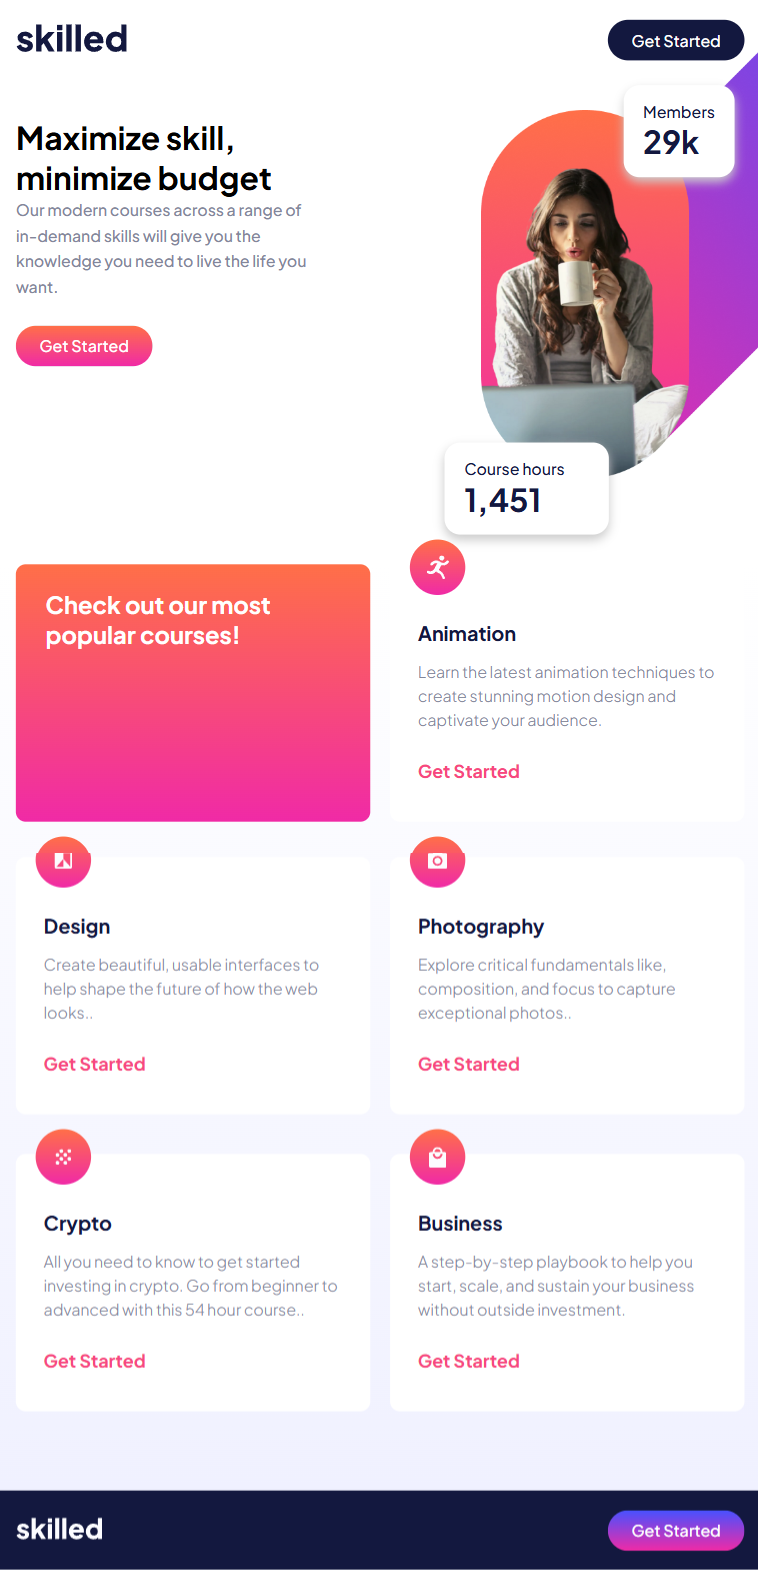 skilled
Get Started
Maximize skill,
minimize budget
Our modern courses across a range of
in-demand skills will give you the
knowledge you need to live the life you
want.
Get Started
Members
29k
Course hours
1,451
Check out our most
popular courses!
Animation
Learn the latest animation techniques to
create stunning motion design and
captivate your audience.
Get Started
Design
Create beautiful, usable interfaces to
help shape the future of how the web
looks..
Get Started
Photography
Explore critical fundamentals like,
composition, and focus to capture
exceptional photos..
Get Started
Crypto
All you need to know to get started
investing in crypto. Go from beginner to
advanced with this 54 hour course..
Get Started
Business
A step-by-step playbook to help you
start, scale, and sustain your business
without outside investment.
Get Started
skilled
Get Started